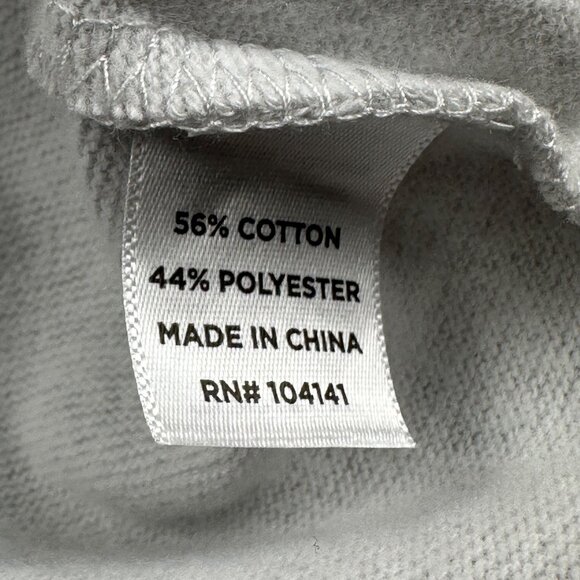 56% COTTON
44% POLYESTER
MADE IN CHINA
RN# 104141